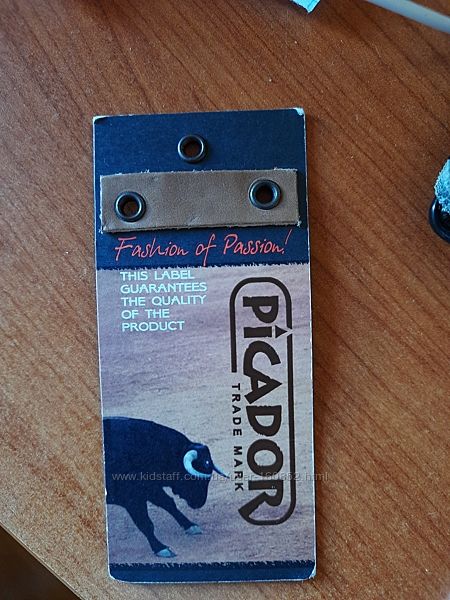 Fashion of Passion!
THIS LABEL
GUARANTEES
THE QUALITY
OF THE
PRODUCT
PiCADOR
TRADE MARK